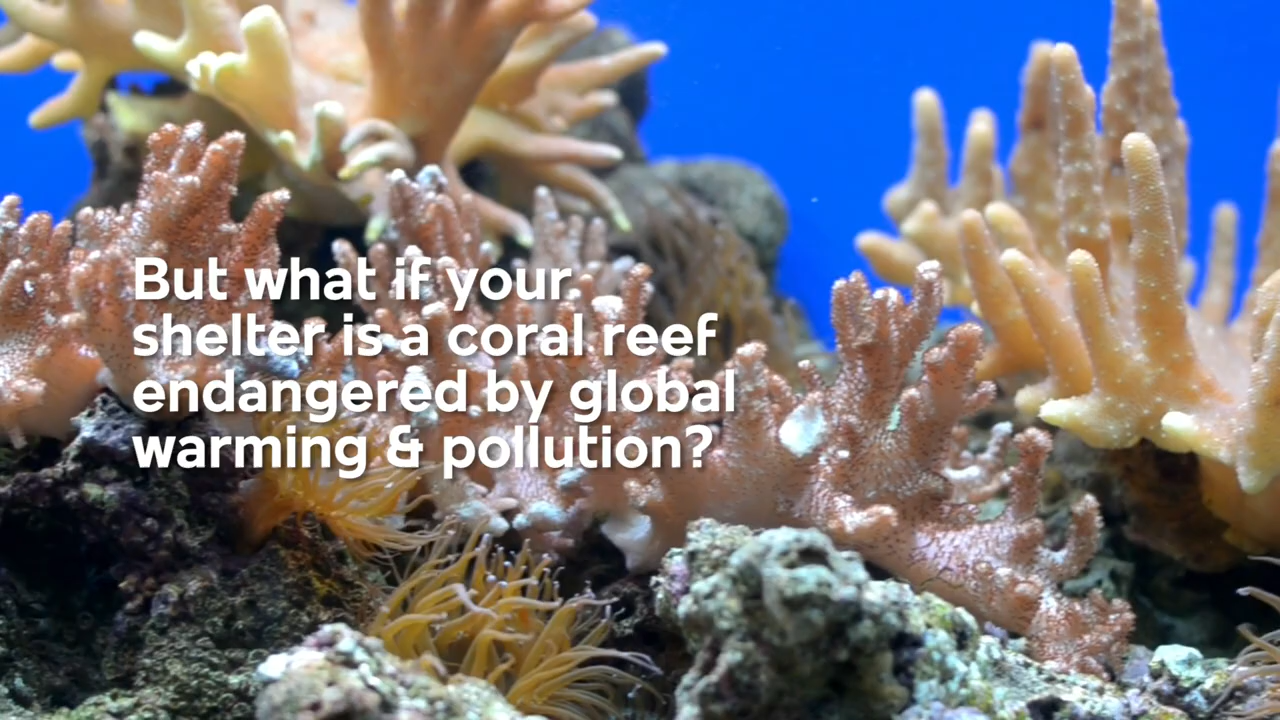 But what if your
shelter is a coral reef
endangered by global
warming & pollution?